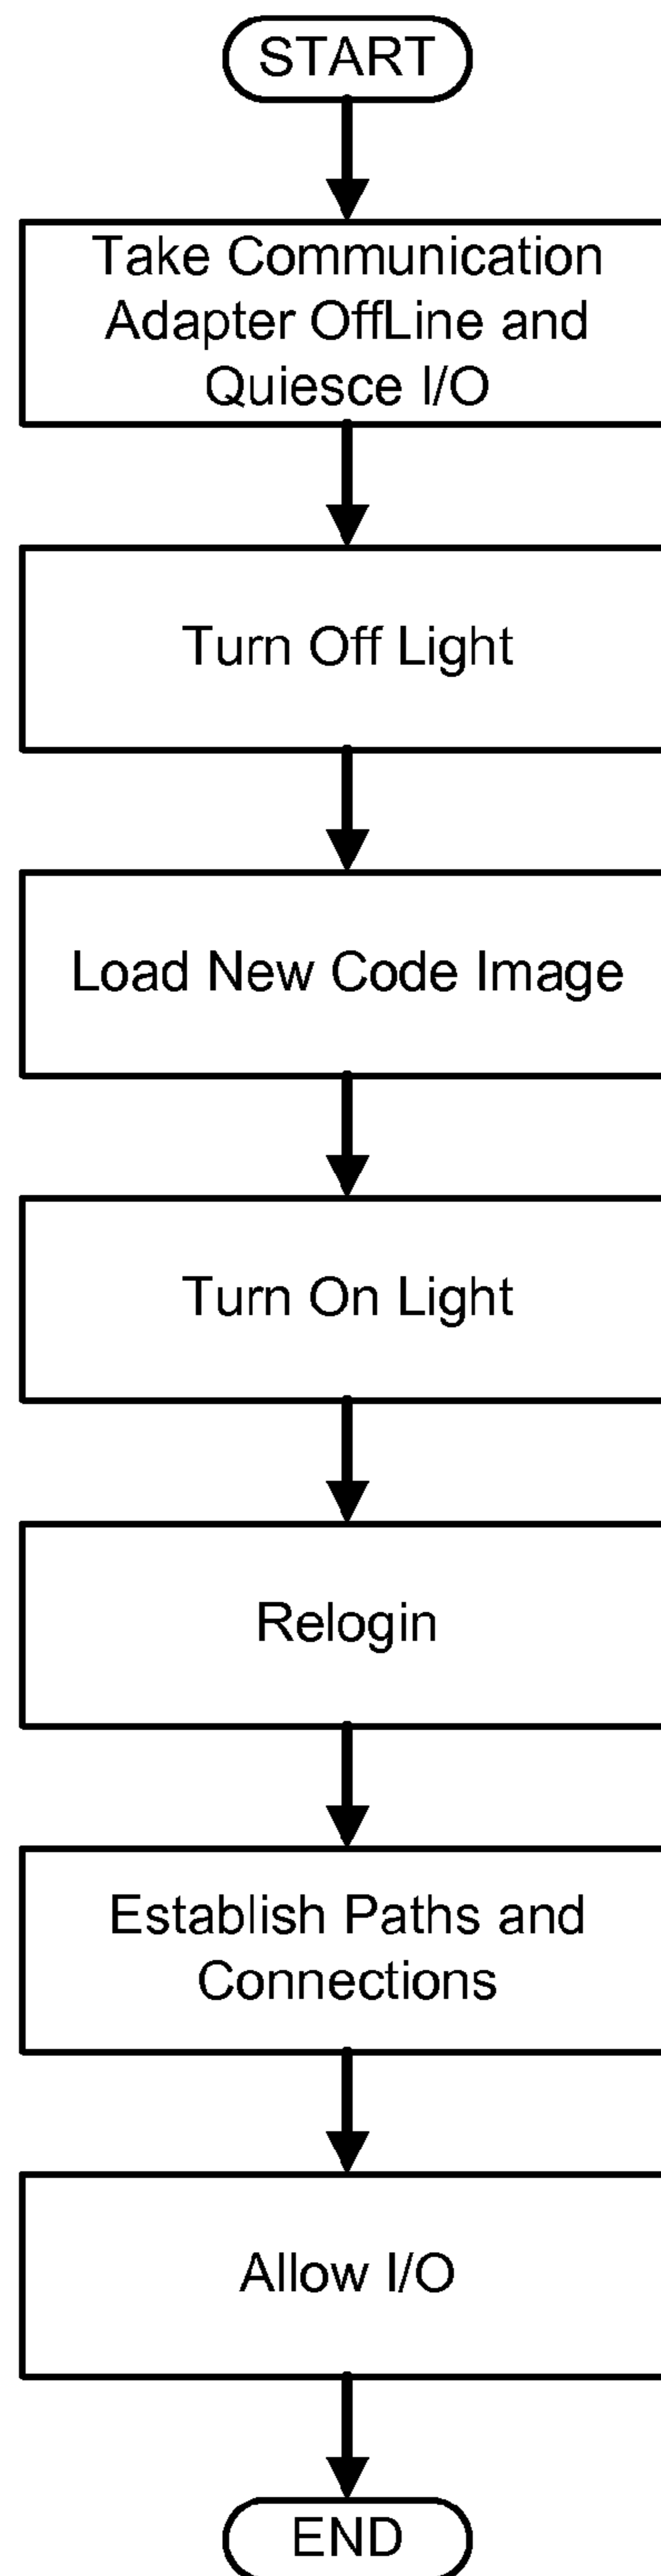 START
Take Communication
Adapter OffLine and
Quiesce I/O
Turn Off Light
Load New Code Image
Turn On Light
Relogin
Establish Paths and
Connections
Allow I/O
END